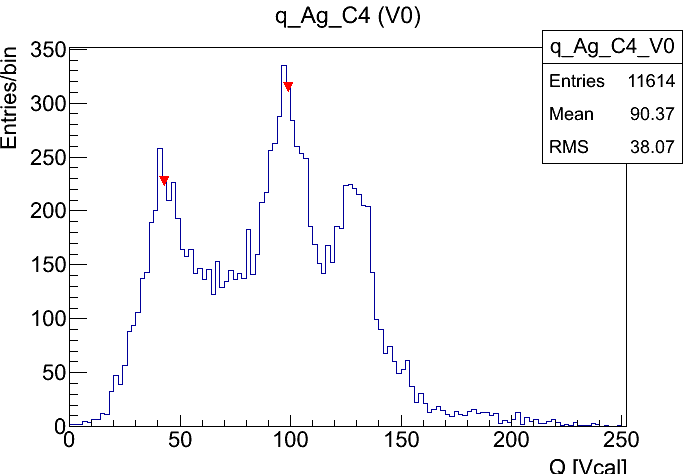 q_Ag_C4 (V0)
q_Ag_C4_V0
Entries 11614
Mean 90.37
RMS 38.07
Entries/bin
350
300
250
200
150
100
50
0
0 50 100 150 200 250
Q [Vcal]